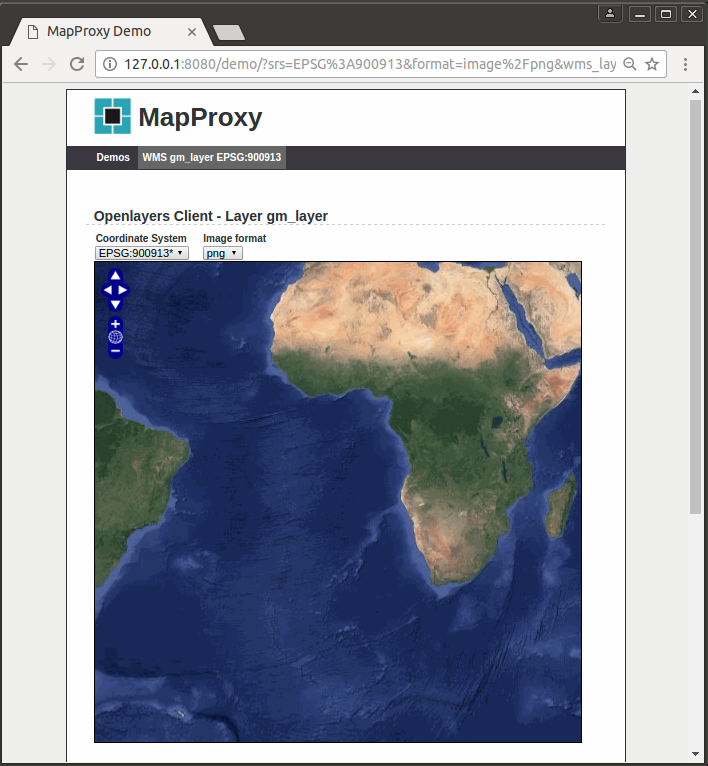 MapProxy Demo
127.0.0.1:8080/demo/?srs=EPSG%3A900913&format=image%2Fpng&wms_lay
MapProxy
Demos WMS gm_layer EPSG:900913
Openlayers Client - Layer gm_layer
Coordinate System Image format
EPSG:900913* png